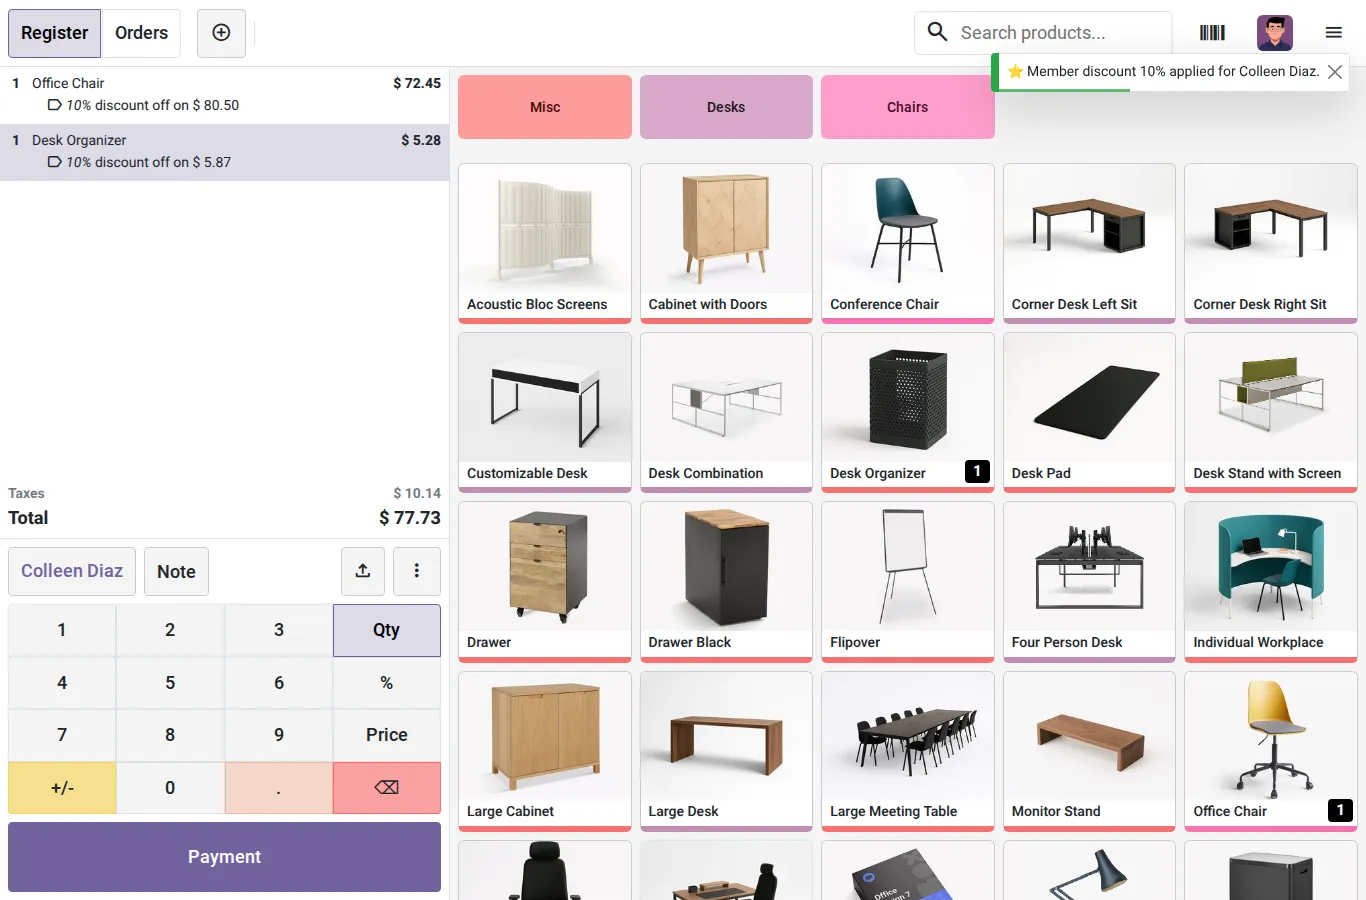 Register
Orders
Search products...
⭐ Member discount 10% applied for Colleen Diaz.
1 Office Chair $ 72.45
10% discount off on $ 80.50
1 Desk Organizer $ 5.28
10% discount off on $ 5.87
Taxes $ 10.14
Total $ 77.73
Colleen Diaz
Note
1 2 3 Qty
4 5 6 %
7 8 9 Price
+/- 0 .
Payment
Misc
Desks
Chairs
Acoustic Bloc Screens
Cabinet with Doors
Conference Chair
Corner Desk Left Sit
Corner Desk Right Sit
Customizable Desk
Desk Combination
Desk Organizer
1
Desk Pad
Desk Stand with Screen
Drawer
Drawer Black
Flipover
Four Person Desk
Individual Workplace
Large Cabinet
Large Desk
Large Meeting Table
Monitor Stand
Office Chair
1
Office